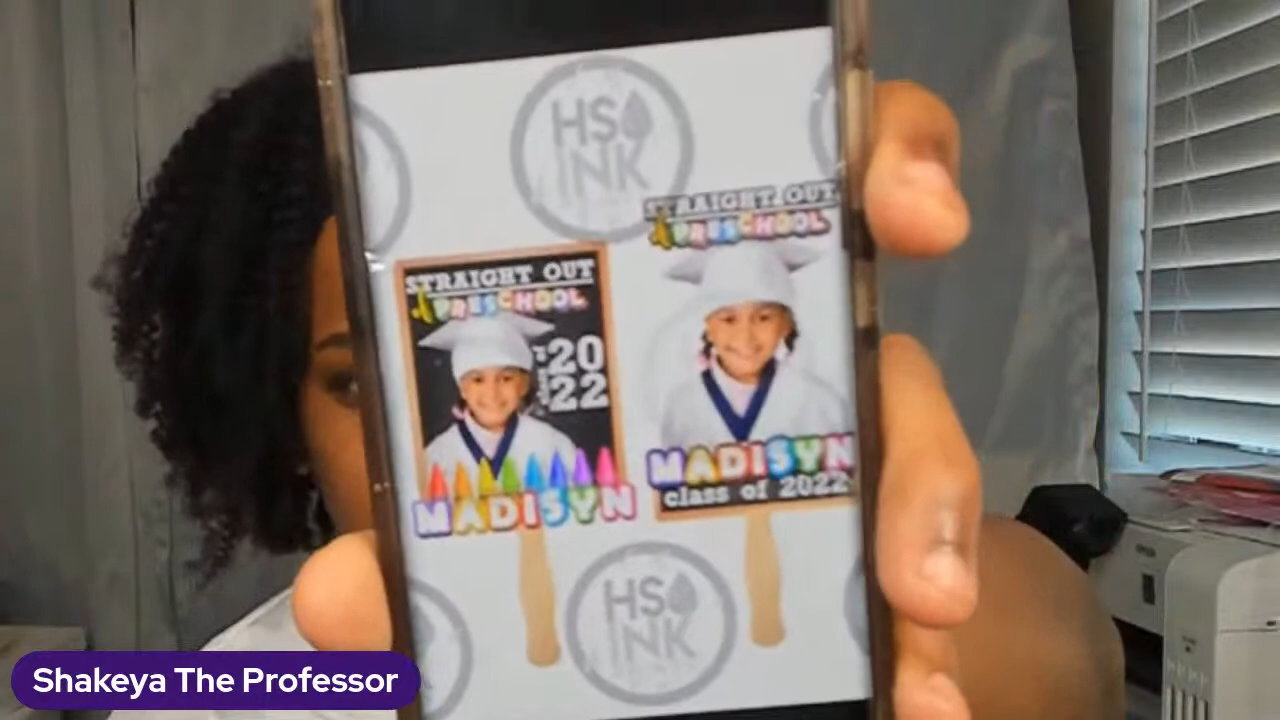 HS
INK
STRAIGHT OUT
PRESCHOOL
20
22
MADISYN
STRAIGHT OUT
PRESCHOOL
MADISYN
class of 2022
HS
INK
EPSON
Shakeya The Professor